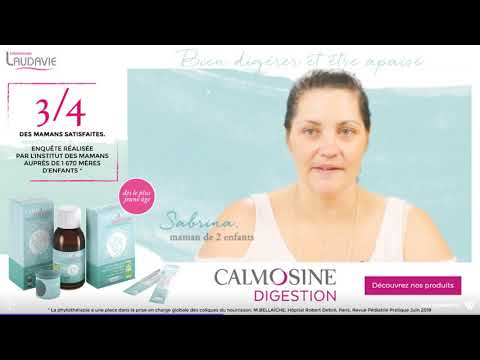 LAUDAVIE
Bien digérer et être apaisé
3/4
DES MAMANS SATISFAITES.
ENQUÊTE RÉALISÉE
PAR L'INSTITUT DES MAMANS
AUPRÈS DE 1 670 MÈRES
D'ENFANTS *
dès le plus
jeune âge
Sabrina,
maman de 2 enfants
CALMOSINE
DIGESTION
Découvrez nos produits
* La phytothérapie a une place dans la prise en charge globale des coliques du nourrisson, M.BELLAÏCHE, Hôpital Robert Debré, Paris, Revue Pédiatrie Pratique Juin 2019